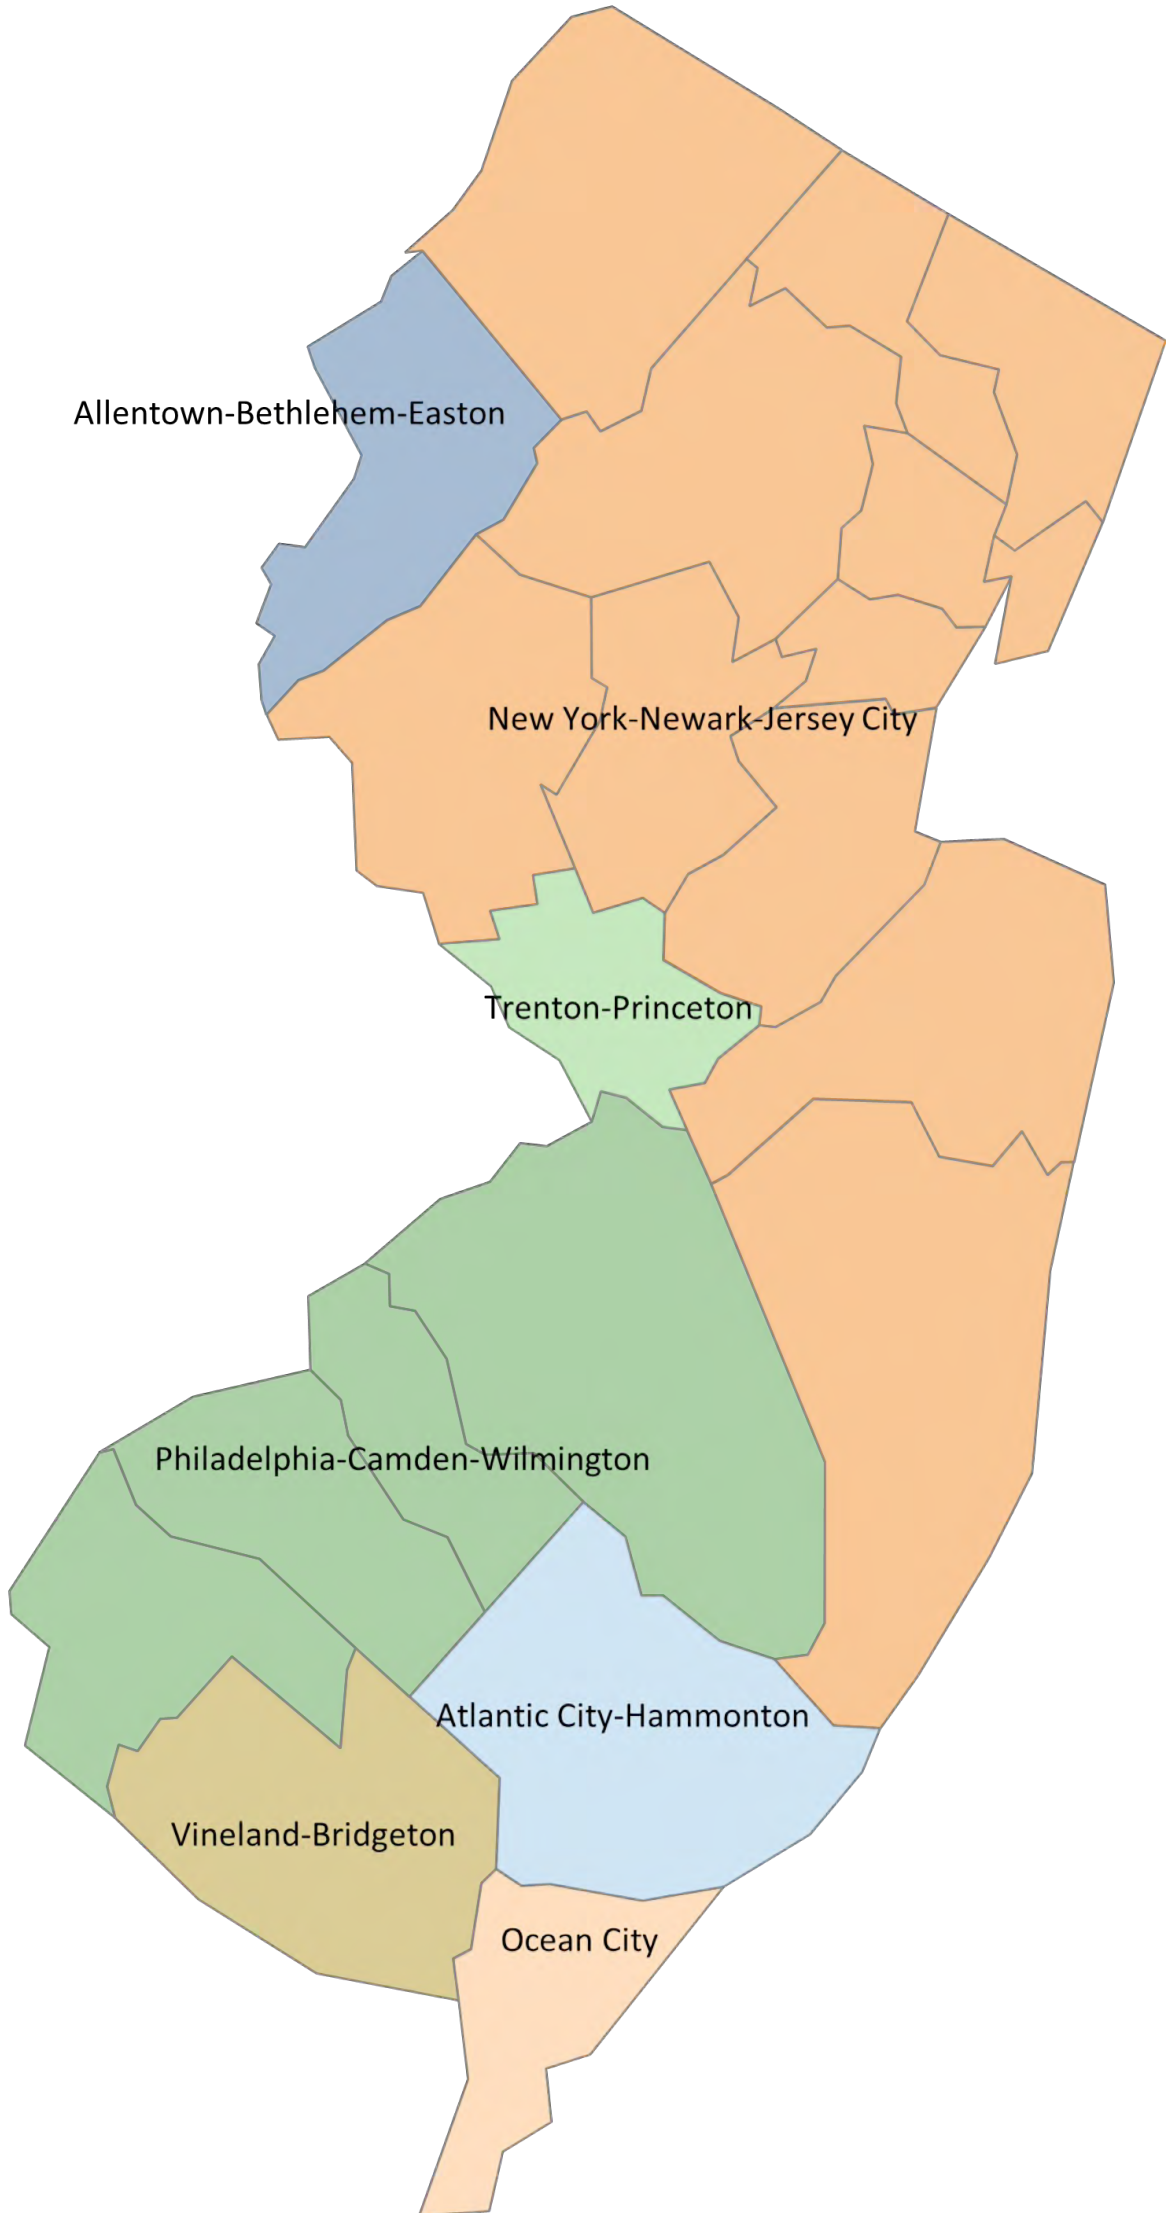 Allentown-Bethlehem-Easton
New York-Newark-Jersey City
Trenton-Princeton
Philadelphia-Camden-Wilmington
Atlantic City-Hammonton
Vineland-Bridgeton
Ocean City